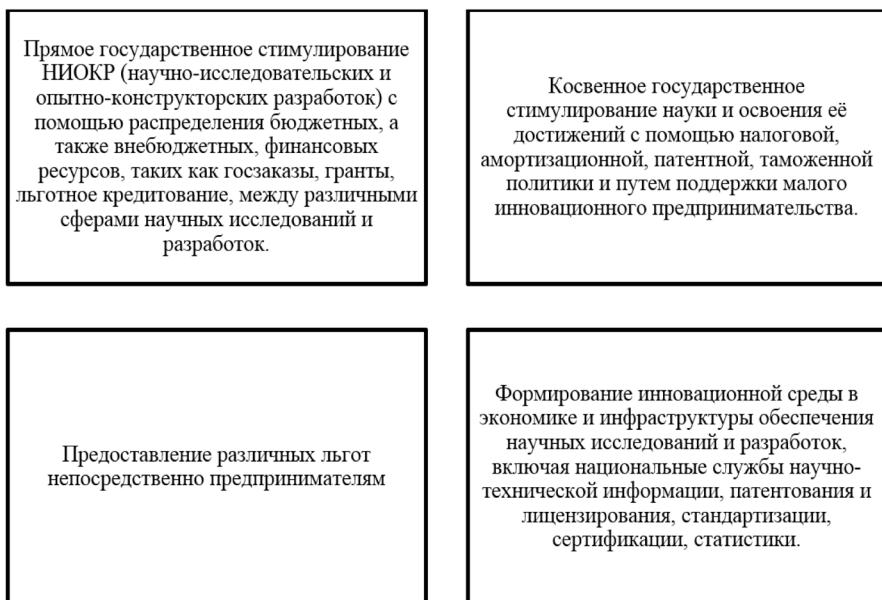 Прямое государственное стимулирование
НИОКР (научно-исследовательских и
опытно-конструкторских разработок) с
помощью распределения бюджетных, а
также внебюджетных, финансовых
ресурсов, таких как госзаказы, гранты,
льготное кредитование, между различными
сферами научных исследований и
разработок.
Косвенное государственное
стимулирование науки и освоения её
достижений с помощью налоговой,
амортизационной, патентной, таможенной
политики и путем поддержки малого
инновационного предпринимательства.
Предоставление различных льгот
непосредственно предпринимателям
Формирование инновационной среды в
экономике и инфраструктуры обеспечения
научных исследований и разработок,
включая национальные службы научно-
технической информации, патентования и
лицензирования, стандартизации,
сертификации, статистики.